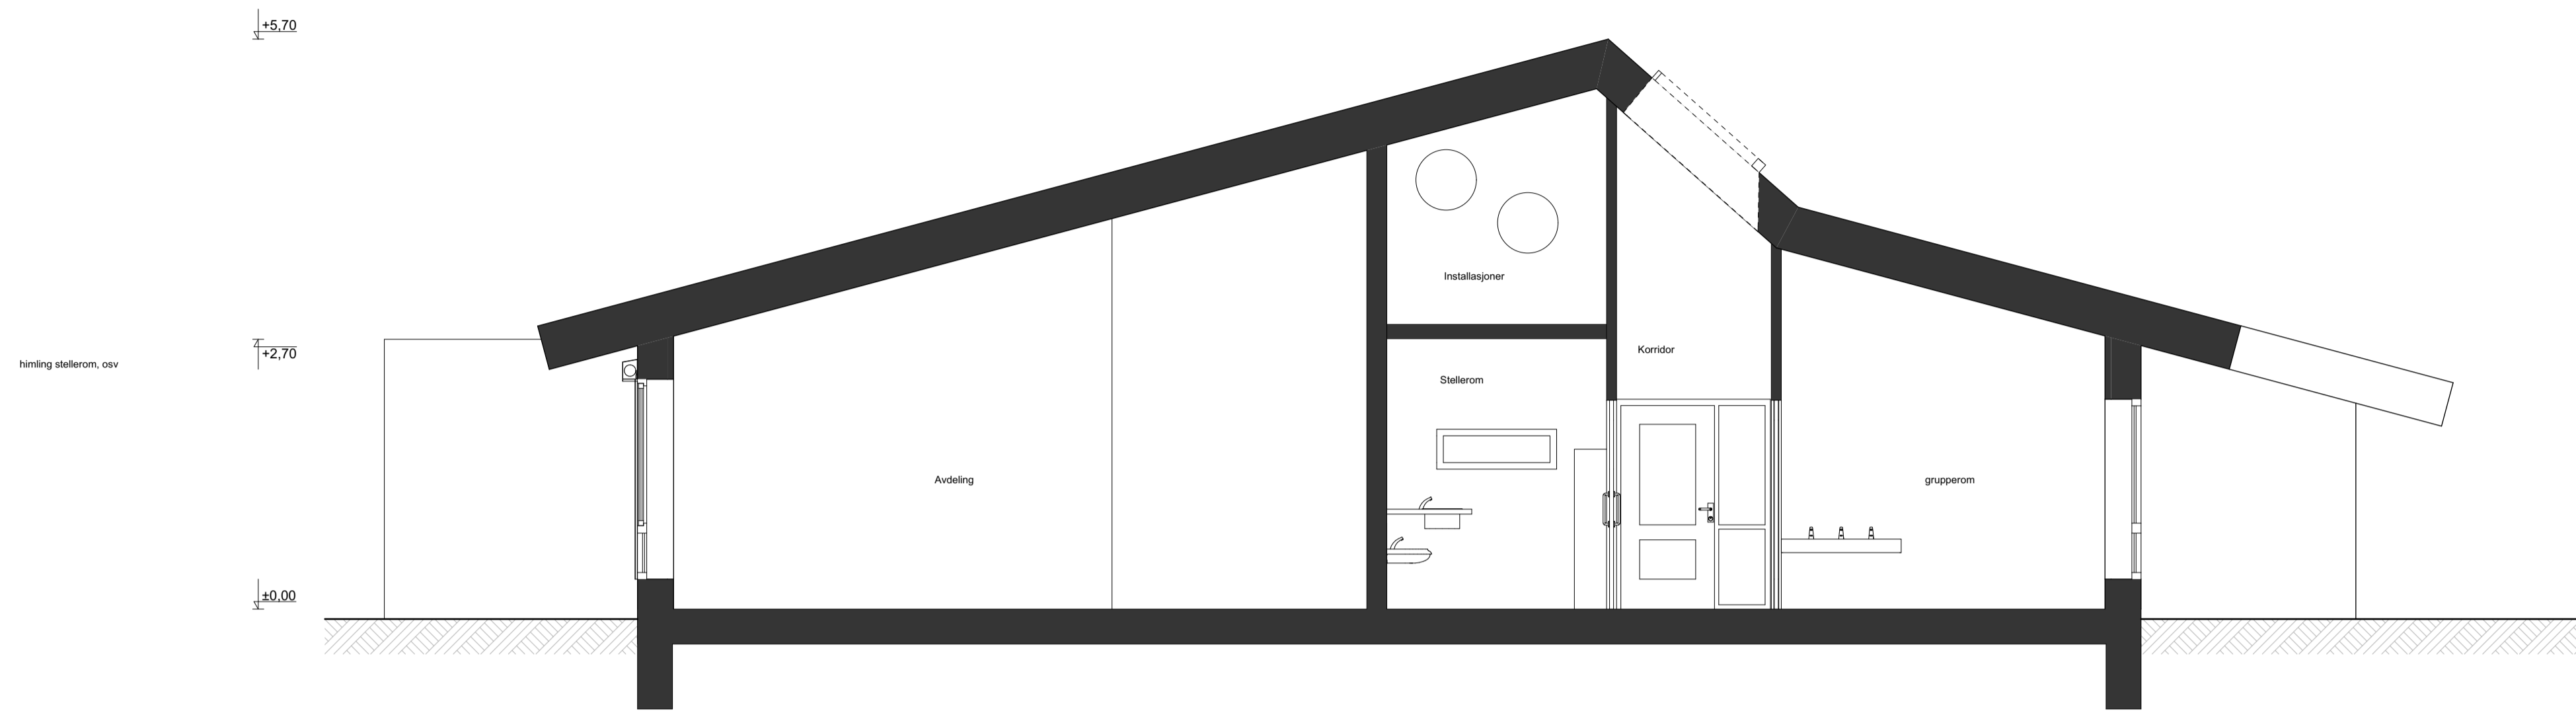 +5,70
+2,70
himling stellerom, osv
±0,00
Installasjoner
Korridor
Stellerom
Avdeling
grupperom